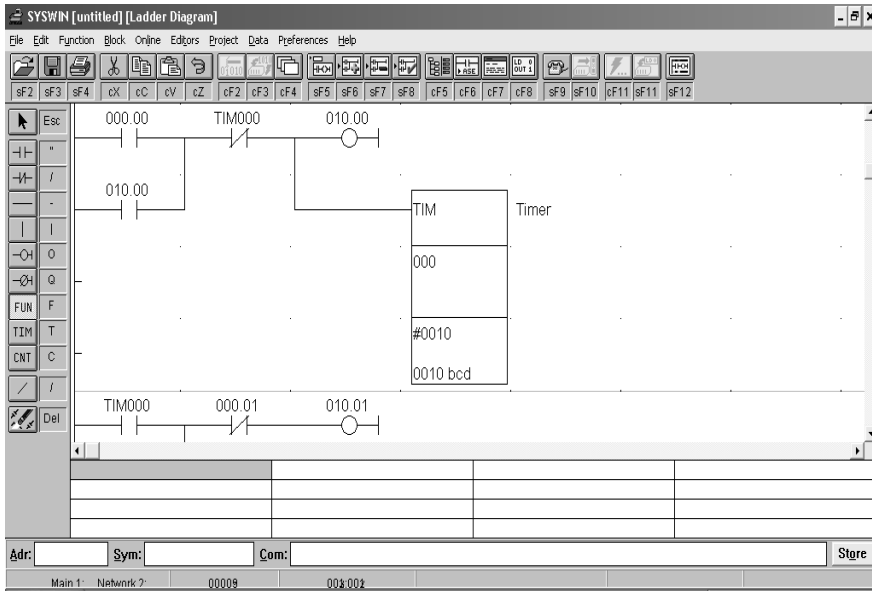 SYSWIN [untitled] [Ladder Diagram]
File Edit Function Block Online Editors Project Data Preferences Help
sF2 sF3 sF4 cX cC cV cZ cF2 cF3 cF4 sF5 sF6 sF7 sF8 cF5 cF6 cF7 cF8 sF9 sF10 cF11 sF11 sF12
Esc
"
/
-
|
O
Q
FUN F
TIM T
CNT C
/
Del
000.00 TIM000 010.00
010.00
TIM Timer
000
#0010
0010 bcd
TIM000 000.01 010.01
Adr: Sym: Com: Store
Main 1: Network 2: 00009